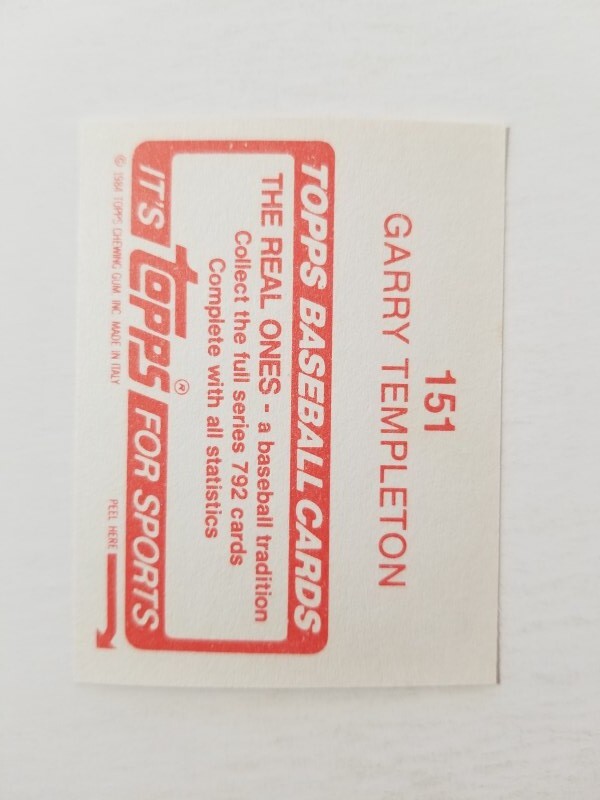 151
GARRY TEMPLETON
TOPPS BASEBALL CARDS
THE REAL ONES - a baseball tradition
Collect the full series 792 cards
Complete with all statistics
IT'S topps® FOR SPORTS
© 1984 TOPPS CHEWING GUM, INC. MADE IN ITALY
PEEL HERE